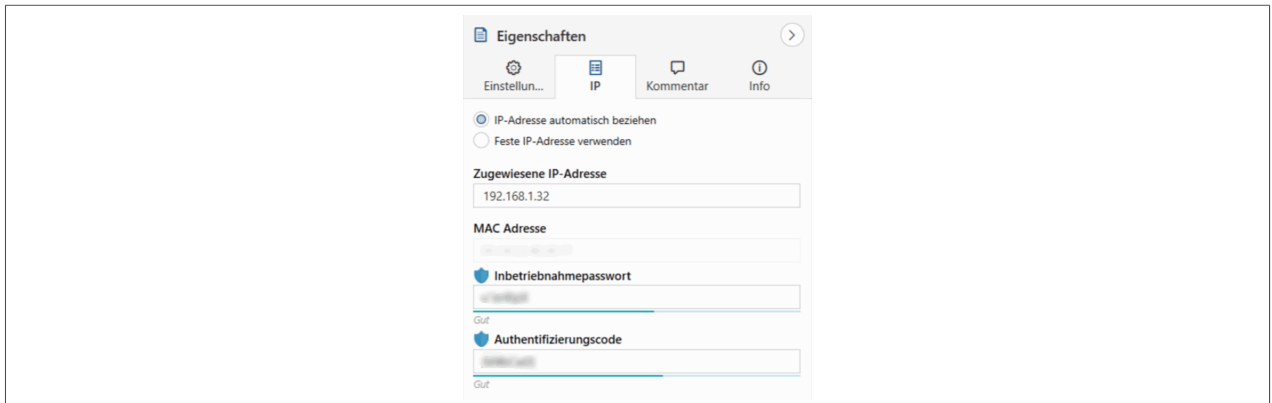 Eigenschaften
Einstellun...
IP
Kommentar
Info
IP-Adresse automatisch beziehen
Feste IP-Adresse verwenden
Zugewiesene IP-Adresse
192.168.1.32
MAC Adresse
Inbetriebnahmepasswort
Gut
Authentifizierungscode
Gut